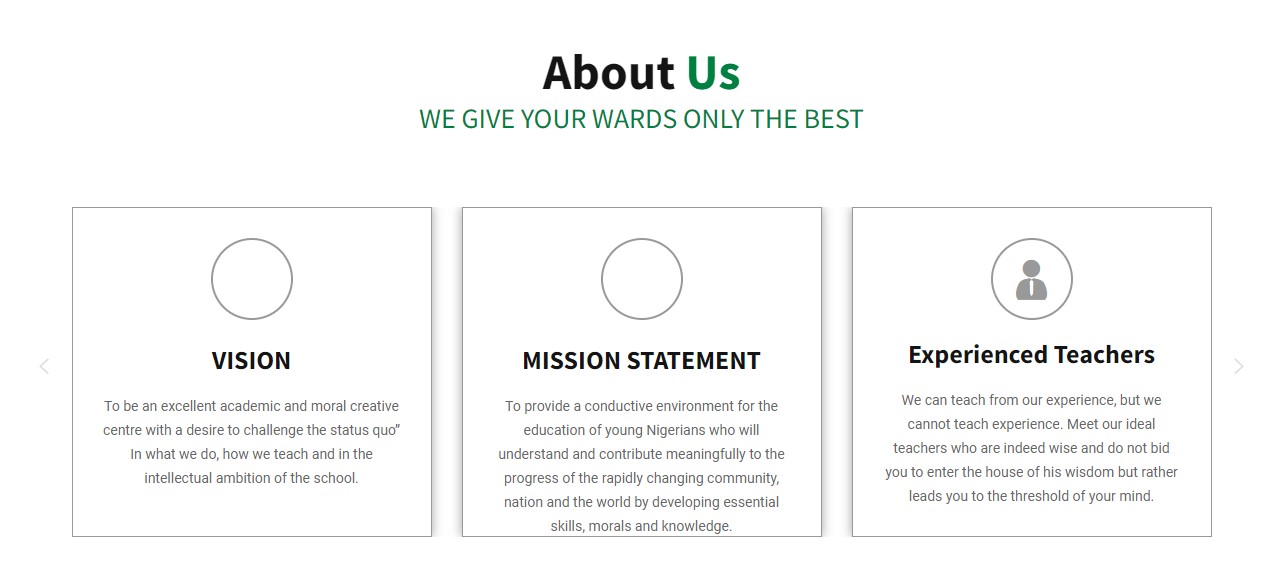 About Us
WE GIVE YOUR WARDS ONLY THE BEST
VISION
To be an excellent academic and moral creative
centre with a desire to challenge the status quo”
In what we do, how we teach and in the
intellectual ambition of the school.
MISSION STATEMENT
To provide a conductive environment for the
education of young Nigerians who will
understand and contribute meaningfully to the
progress of the rapidly changing community,
nation and the world by developing essential
skills, morals and knowledge.
Experienced Teachers
We can teach from our experience, but we
cannot teach experience. Meet our ideal
teachers who are indeed wise and do not bid
you to enter the house of his wisdom but rather
leads you to the threshold of your mind.